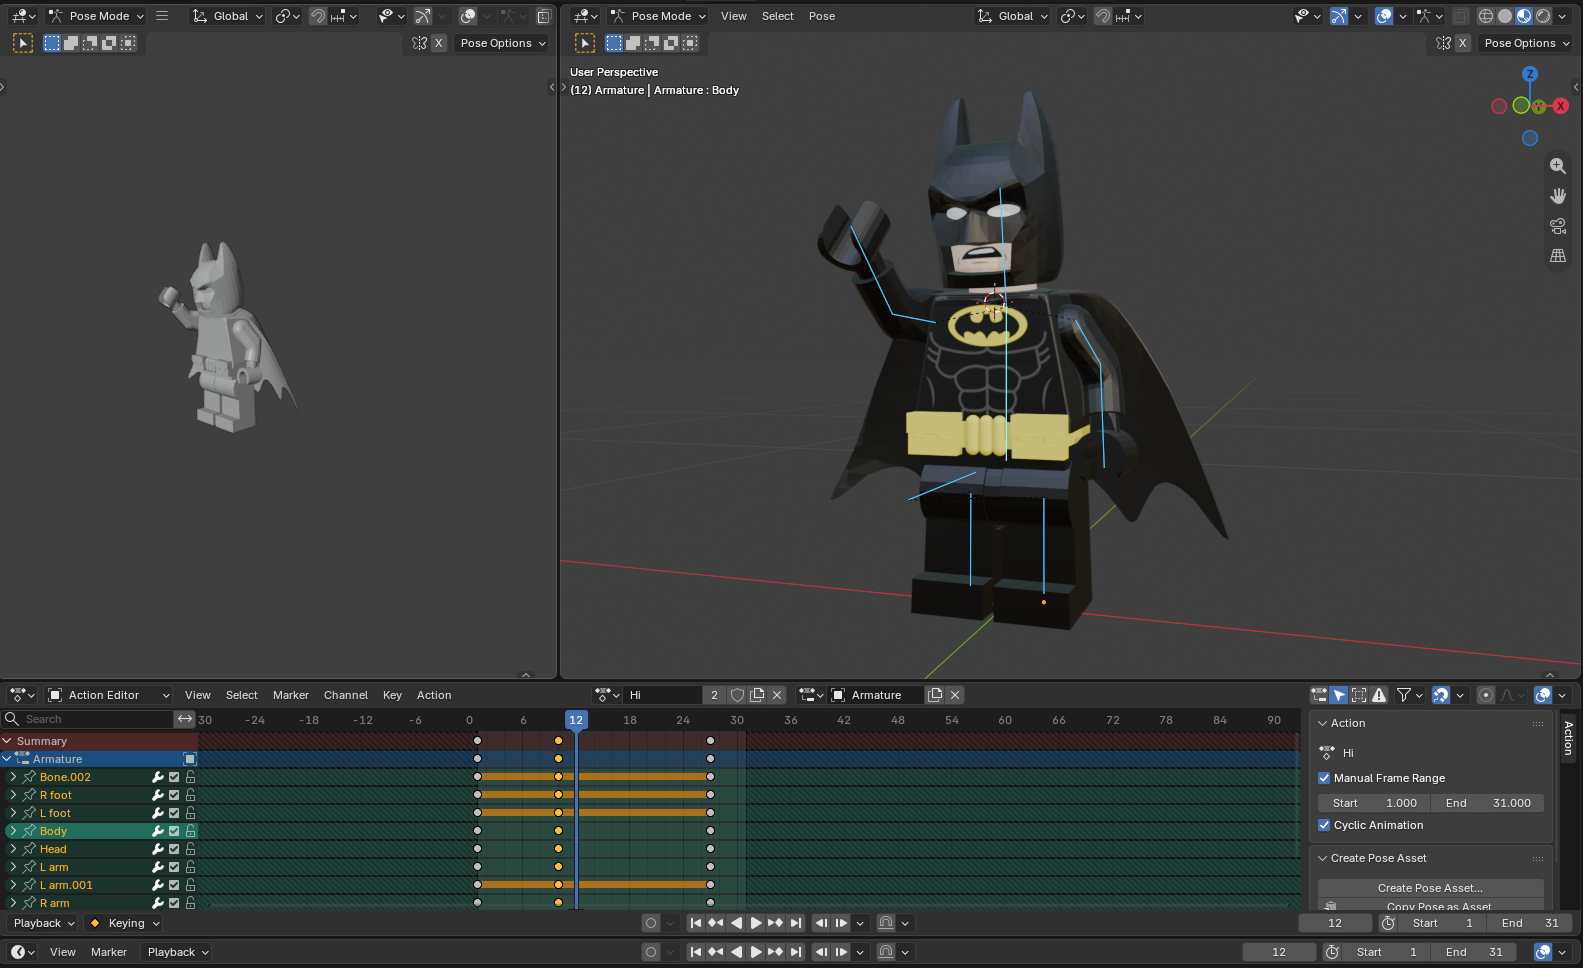 Pose Mode Global
Pose Mode View Select Pose Global
X Pose Options
X Pose Options
User Perspective
(12) Armature | Armature : Body
Z
Y X
Action Editor View Select Marker Channel Key Action Hi 2 Armature
Search 30 -24 -18 -12 -6 0 6 12 18 24 30 36 42 48 54 60 66 72 78 84 90
Summary
Armature
Bone.002
R foot
L foot
Body
Head
L arm
L arm.001
R arm
Action
Hi
Manual Frame Range
Start 1.000 End 31.000
Cyclic Animation
Create Pose Asset
Create Pose Asset...
Copy Pose as Asset
Action
Playback Keying 12 Start 1 End 31
View Marker Playback 12 Start 1 End 31